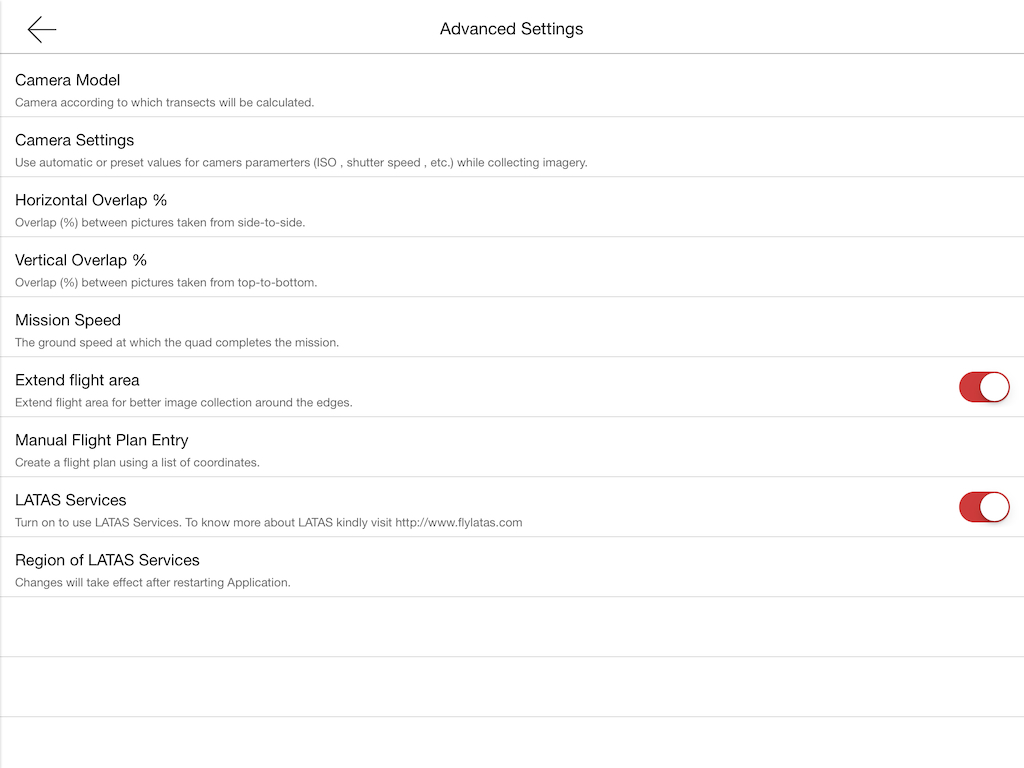 Advanced Settings
Camera Model
Camera according to which transects will be calculated.
Camera Settings
Use automatic or preset values for camers paramerters (ISO , shutter speed , etc.) while collecting imagery.
Horizontal Overlap %
Overlap (%) between pictures taken from side-to-side.
Vertical Overlap %
Overlap (%) between pictures taken from top-to-bottom.
Mission Speed
The ground speed at which the quad completes the mission.
Extend flight area
Extend flight area for better image collection around the edges.
Manual Flight Plan Entry
Create a flight plan using a list of coordinates.
LATAS Services
Turn on to use LATAS Services. To know more about LATAS kindly visit http://www.flylatas.com
Region of LATAS Services
Changes will take effect after restarting Application.